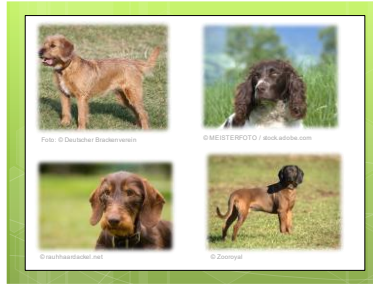 Foto: © Deutscher Brackenverein
© MEISTERFOTO / stock.adobe.com
© rauhhaardackel.net
© Zooroyal